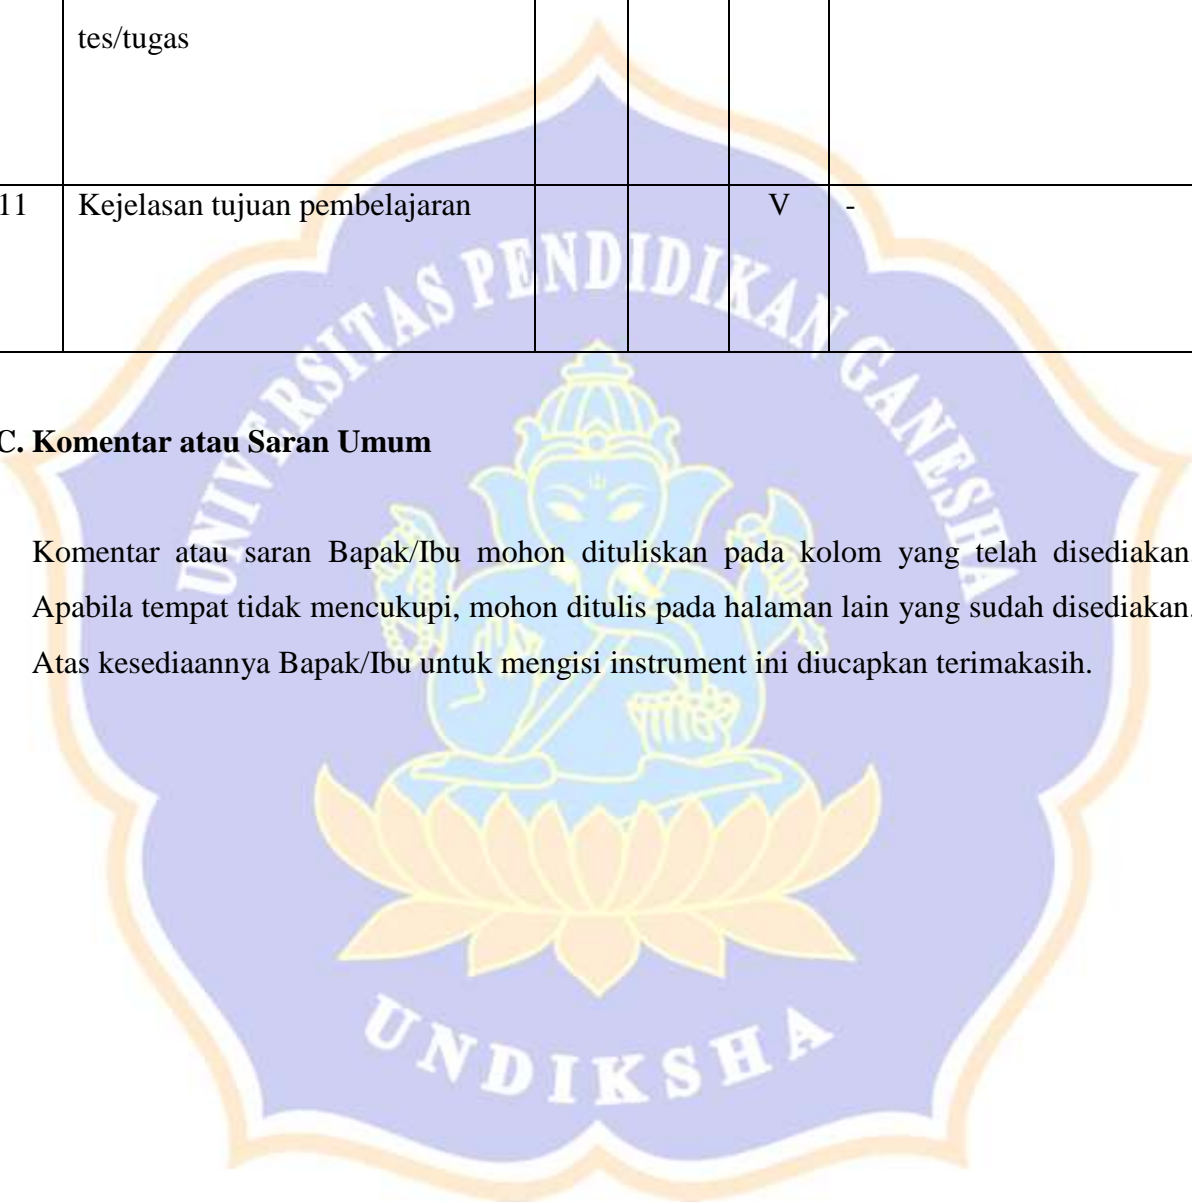 tes/tugas
11 Kejelasan tujuan pembelajaran V -
UNIVERSITAS PENDIDIKAN GANESHA
C. Komentar atau Saran Umum
Komentar atau saran Bapak/Ibu mohon dituliskan pada kolom yang telah disediakan.
Apabila tempat tidak mencukupi, mohon ditulis pada halaman lain yang sudah disediakan.
Atas kesediaannya Bapak/Ibu untuk mengisi instrument ini diucapkan terimakasih.
UNDIKSHA